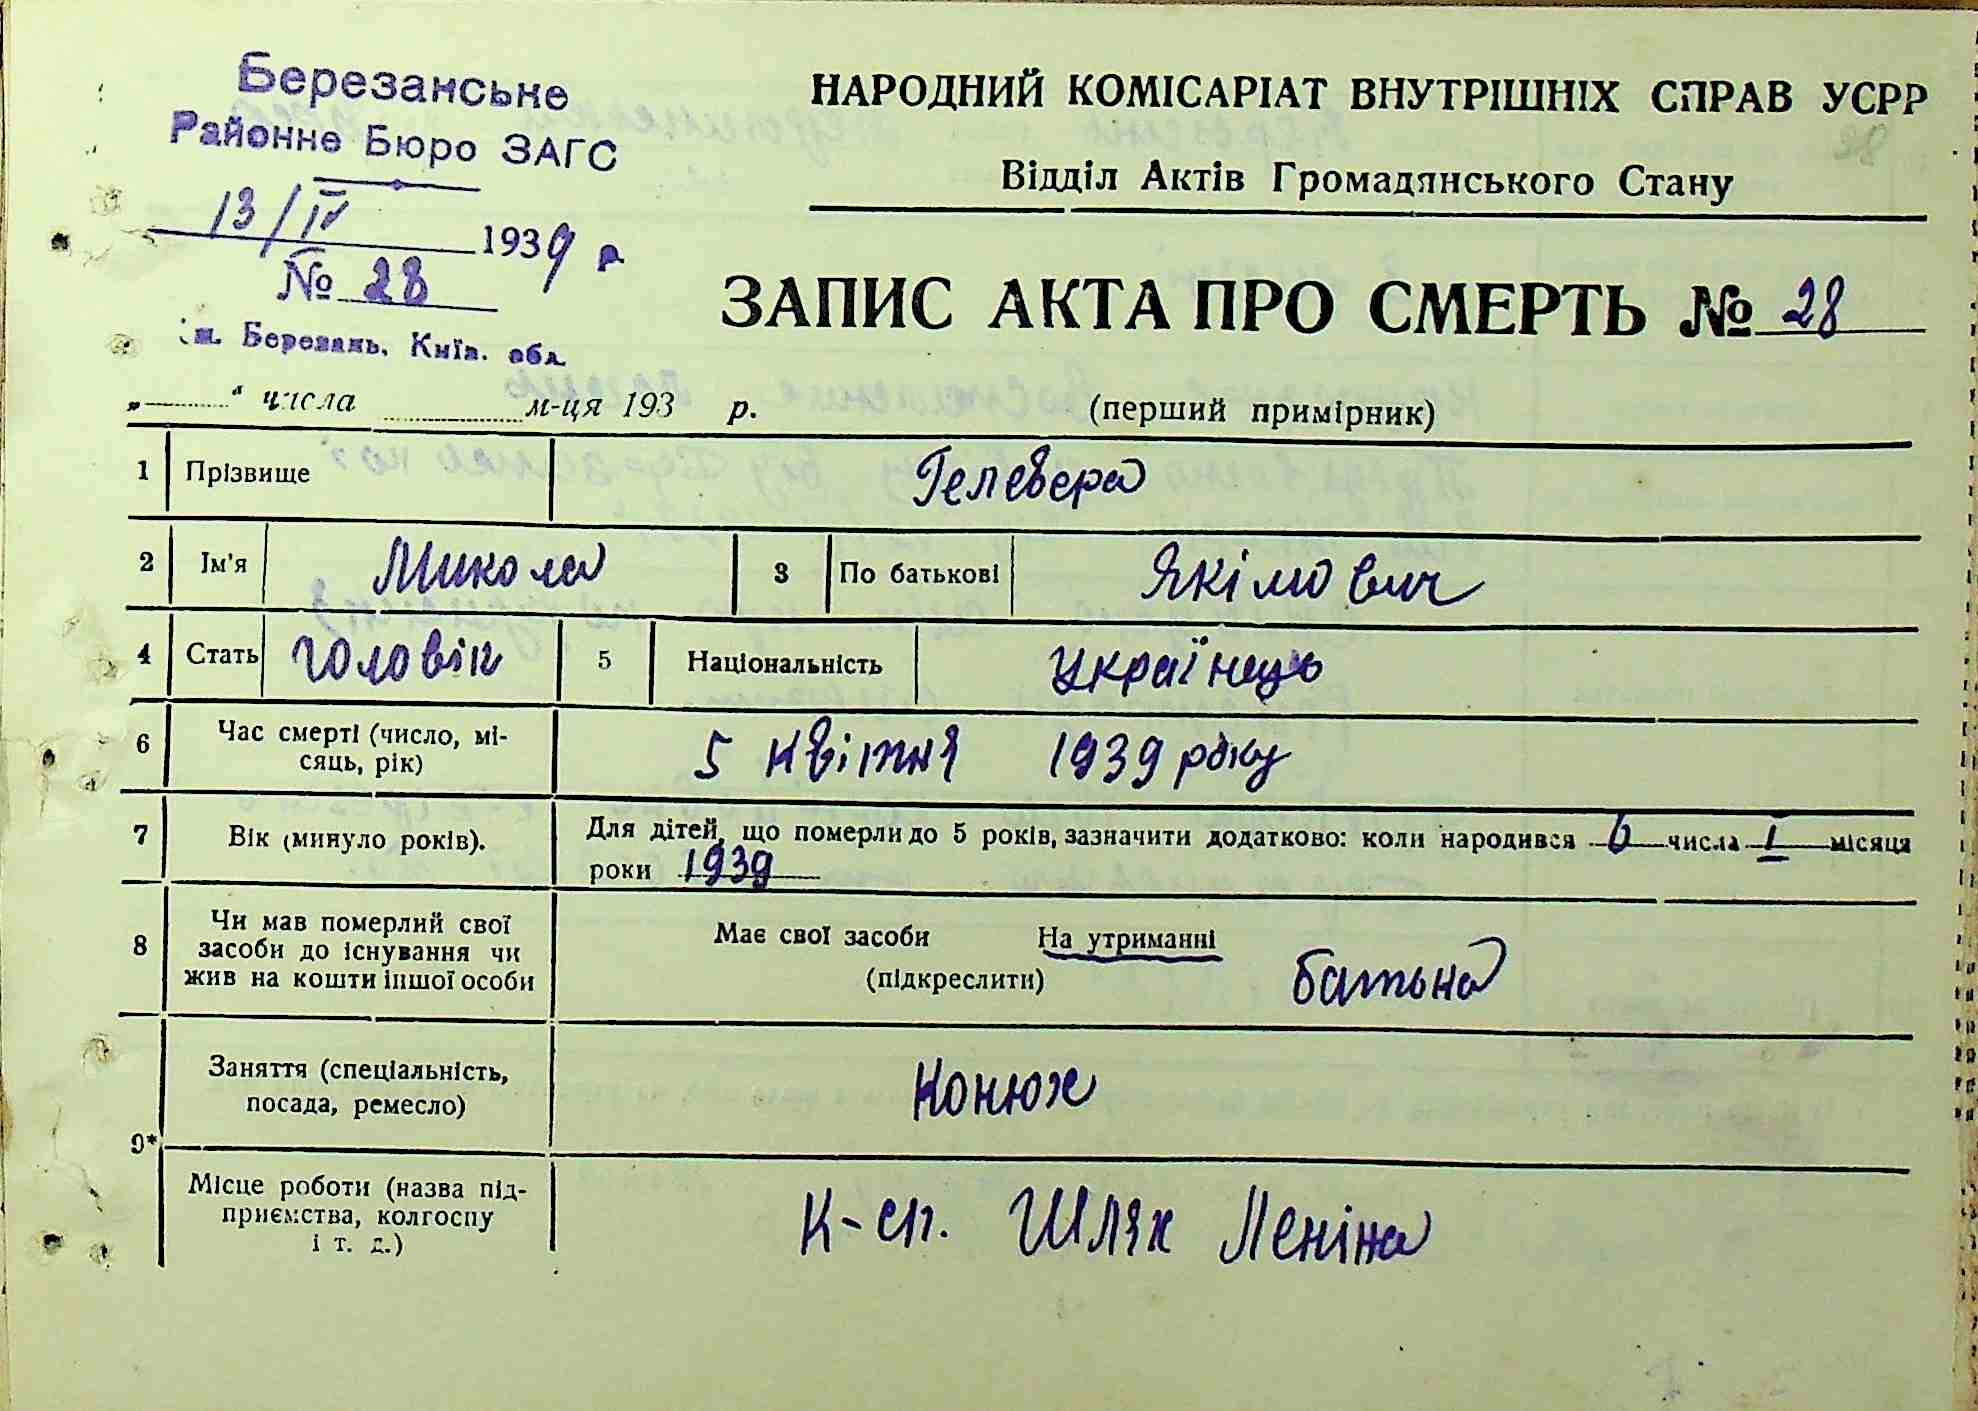 Березанське
Районне Бюро ЗАГС
13/IV 1939 р
№ 28
м. Березань, Київ. обл.
НАРОДНИЙ КОМІСАРІАТ ВНУТРІШНІХ СПРАВ УСРР
Відділ Актів Громадянського Стану
ЗАПИС АКТА ПРО СМЕРТЬ № 28
„ “ числа м-ця 193 р.
(перший примірник)
1 Прізвище Гелевера
2 Ім'я Микола 3 По батькові Якімович
4 Стать чоловік 5 Національність українець
6 Час смерті (число, мі-
сяць, рік) 5 квітня 1939 року
7 Вік (минуло років). Для дітей, що померли до 5 років, зазначити додатково: коли народився 6 числа I місяця
роки 1939
8 Чи мав померлий свої
засоби до існування чи
жив на кошти іншої особи
Має свої засоби На утриманні
(підкреслити) батька
9* Заняття (спеціальність,
посада, ремесло) Конюх
Місце роботи (назва під-
приємства, колгоспу
і т. д.) К-сп. Шлях Леніна